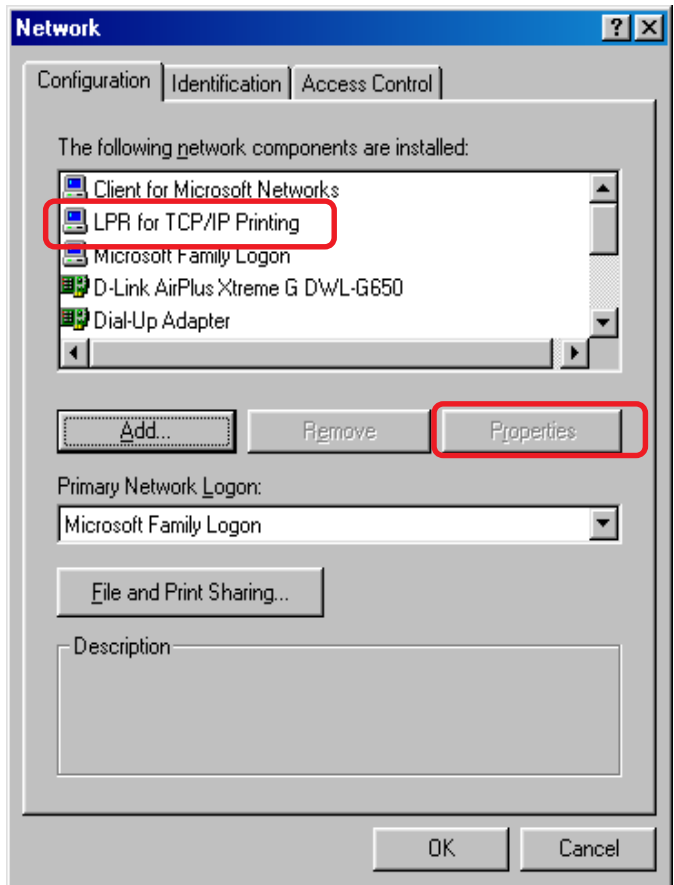 Network
Configuration Identification Access Control
The following network components are installed:
Client for Microsoft Networks
LPR for TCP/IP Printing
Microsoft Family Logon
D-Link AirPlus Xtreme G DWL-G650
Dial-Up Adapter
Add... Remove Properties
Primary Network Logon:
Microsoft Family Logon
File and Print Sharing...
Description
OK Cancel